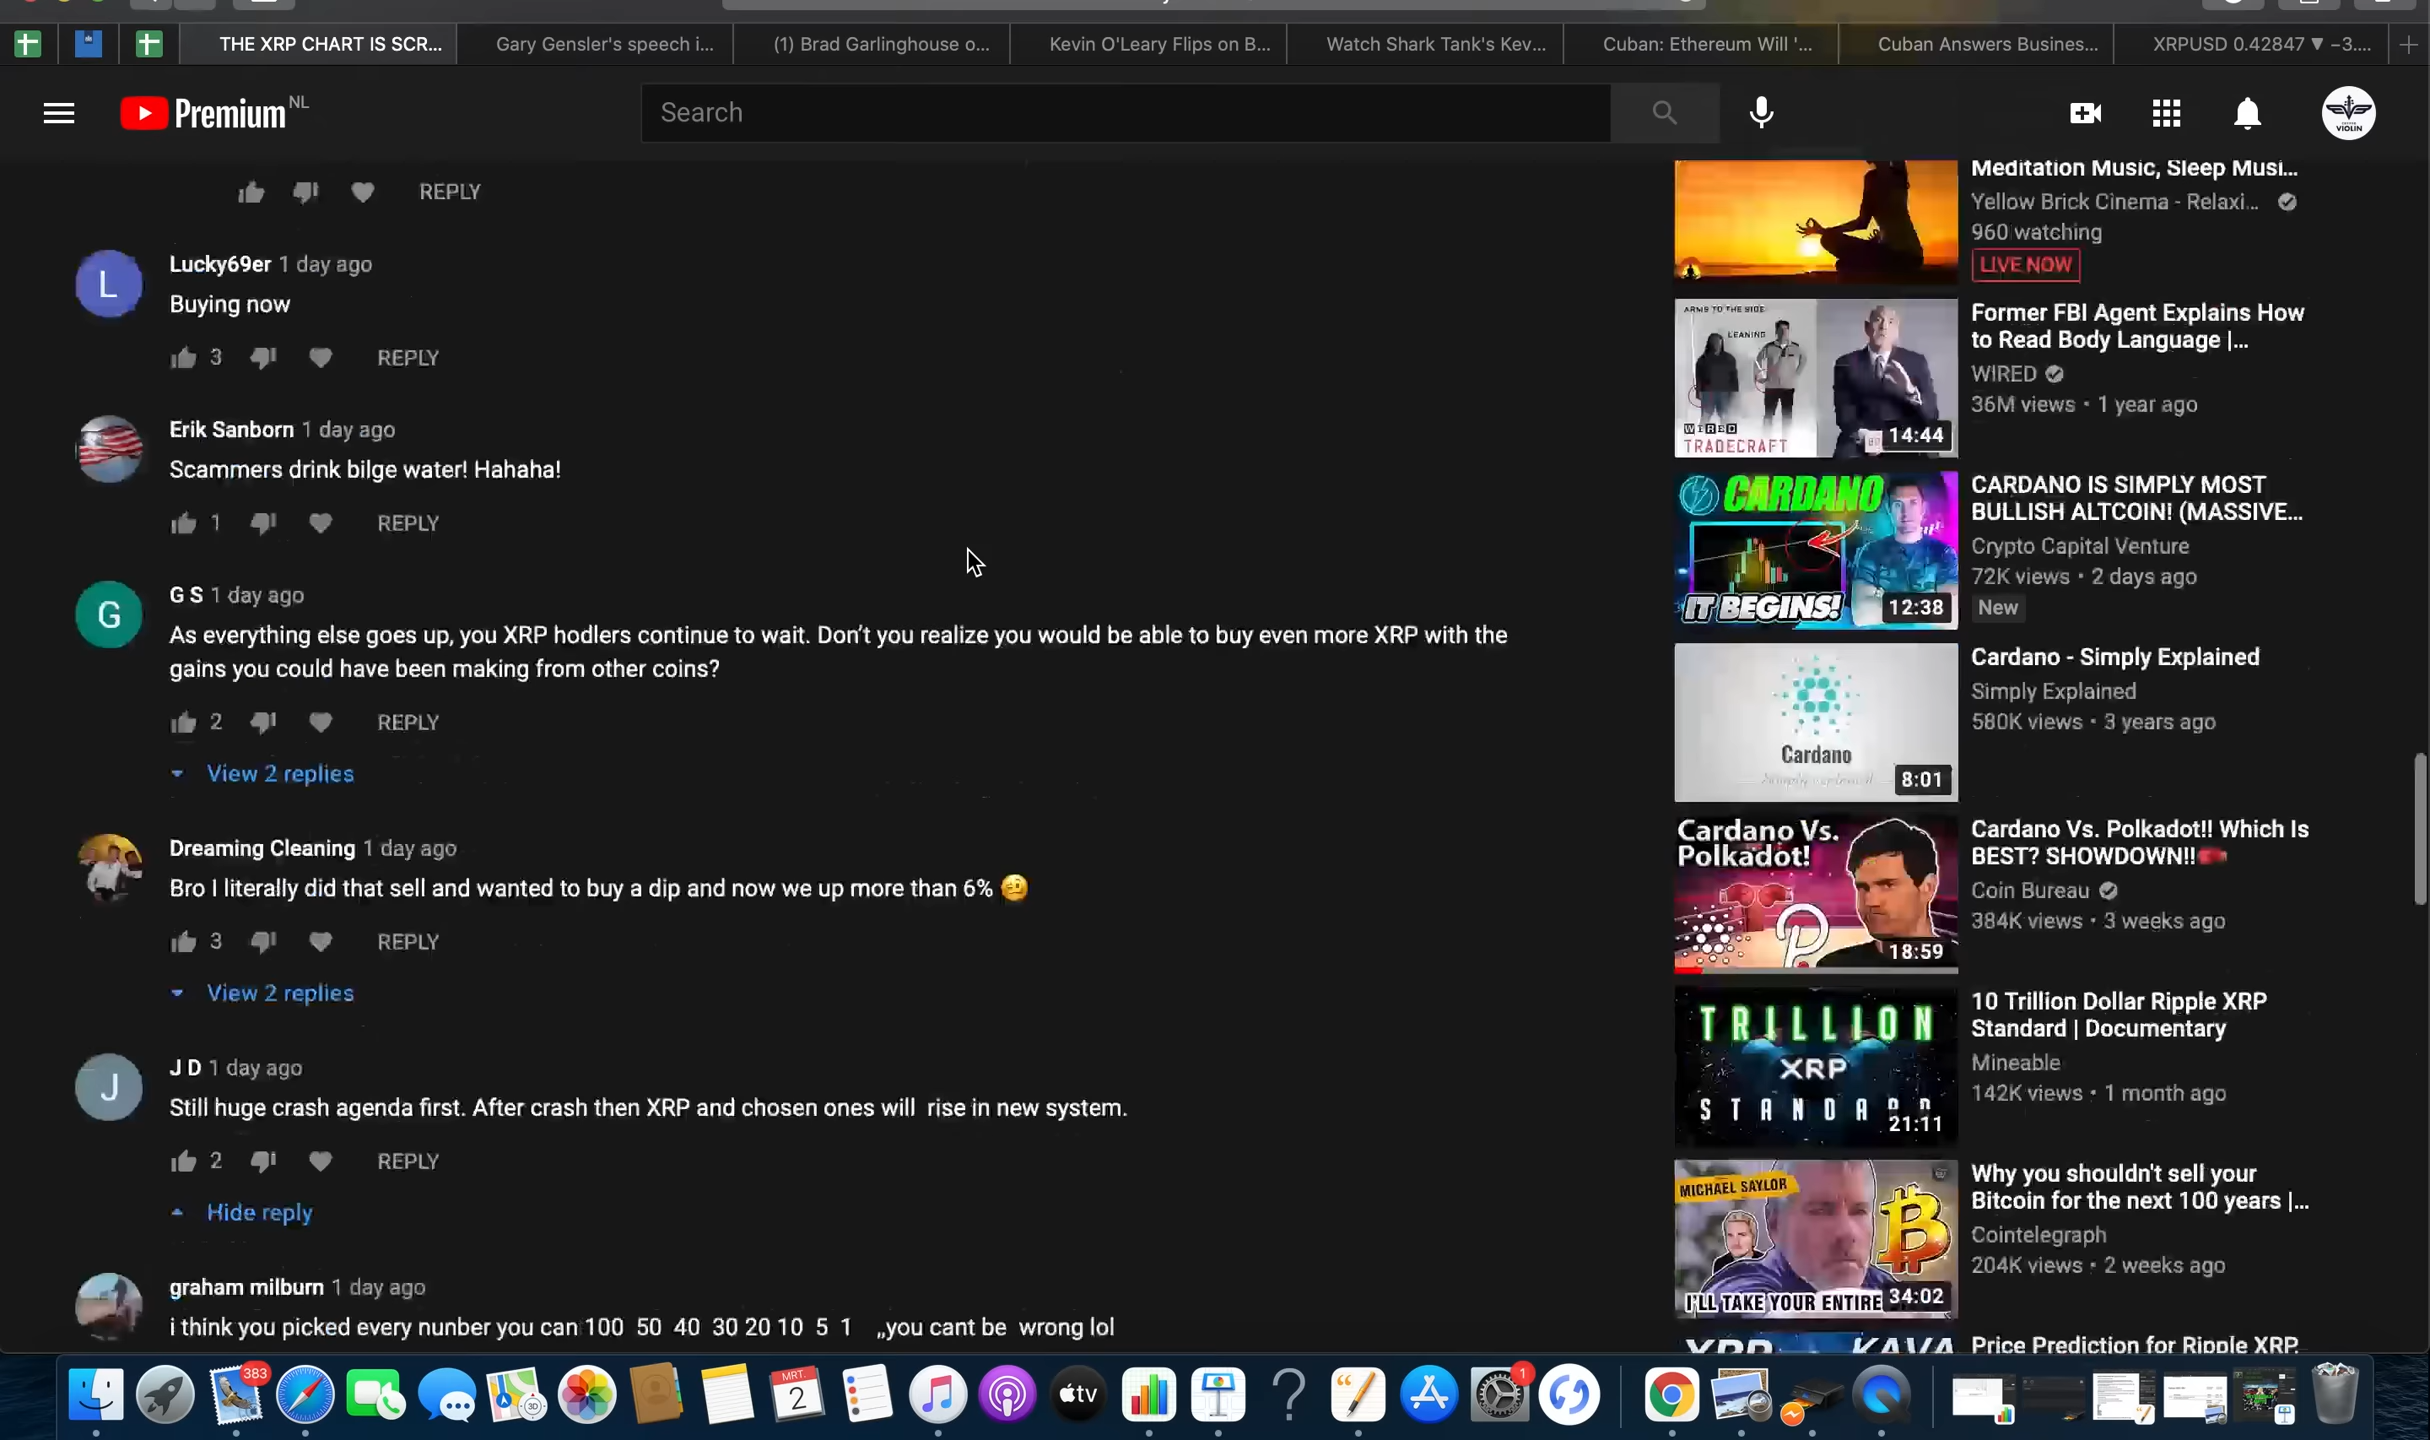 THE XRP CHART IS SCR...
Gary Gensler's speech i...
(1) Brad Garlinghouse o...
Kevin O'Leary Flips on B...
Watch Shark Tank's Kev...
Cuban: Ethereum Will '...
Cuban Answers Busines...
XRPUSD 0.42847 ▼ −3....
Premium NL
Search
VIOLIN
REPLY
L
Lucky69er 1 day ago
Buying now
3 REPLY
Erik Sanborn 1 day ago
Scammers drink bilge water! Hahaha!
1 REPLY
G
G S 1 day ago
As everything else goes up, you XRP hodlers continue to wait. Don't you realize you would be able to buy even more XRP with the
gains you could have been making from other coins?
2 REPLY
View 2 replies
Dreaming Cleaning 1 day ago
Bro I literally did that sell and wanted to buy a dip and now we up more than 6%
3 REPLY
View 2 replies
J
J D 1 day ago
Still huge crash agenda first. After crash then XRP and chosen ones will rise in new system.
2 REPLY
Hide reply
graham milburn 1 day ago
i think you picked every nunber you can 100 50 40 30 20 10 5 1 ,,you cant be wrong lol
Meditation Music, Sleep Musi...
Yellow Brick Cinema - Relaxi...
960 watching
LIVE NOW
ARMS TO THE SIDE
LEANING
WIRED
TRADECRAFT
14:44
Former FBI Agent Explains How
to Read Body Language |...
WIRED
36M views • 1 year ago
CARDANO
IT BEGINS!
12:38
CARDANO IS SIMPLY MOST
BULLISH ALTCOIN! (MASSIVE...
Crypto Capital Venture
72K views • 2 days ago
New
Cardano
8:01
Cardano - Simply Explained
Simply Explained
580K views • 3 years ago
Cardano Vs.
Polkadot!
18:59
Cardano Vs. Polkadot!! Which Is
BEST? SHOWDOWN!!
Coin Bureau
384K views • 3 weeks ago
TRILLION
XRP
STANDARD
21:11
10 Trillion Dollar Ripple XRP
Standard | Documentary
Mineable
142K views • 1 month ago
MICHAEL SAYLOR
I'LL TAKE YOUR ENTIRE
34:02
Why you shouldn't sell your
Bitcoin for the next 100 years |...
Cointelegraph
204K views • 2 weeks ago
XRP KAVA
Price Prediction for Ripple XRP,
383
3D
tv
MRT.
2
1